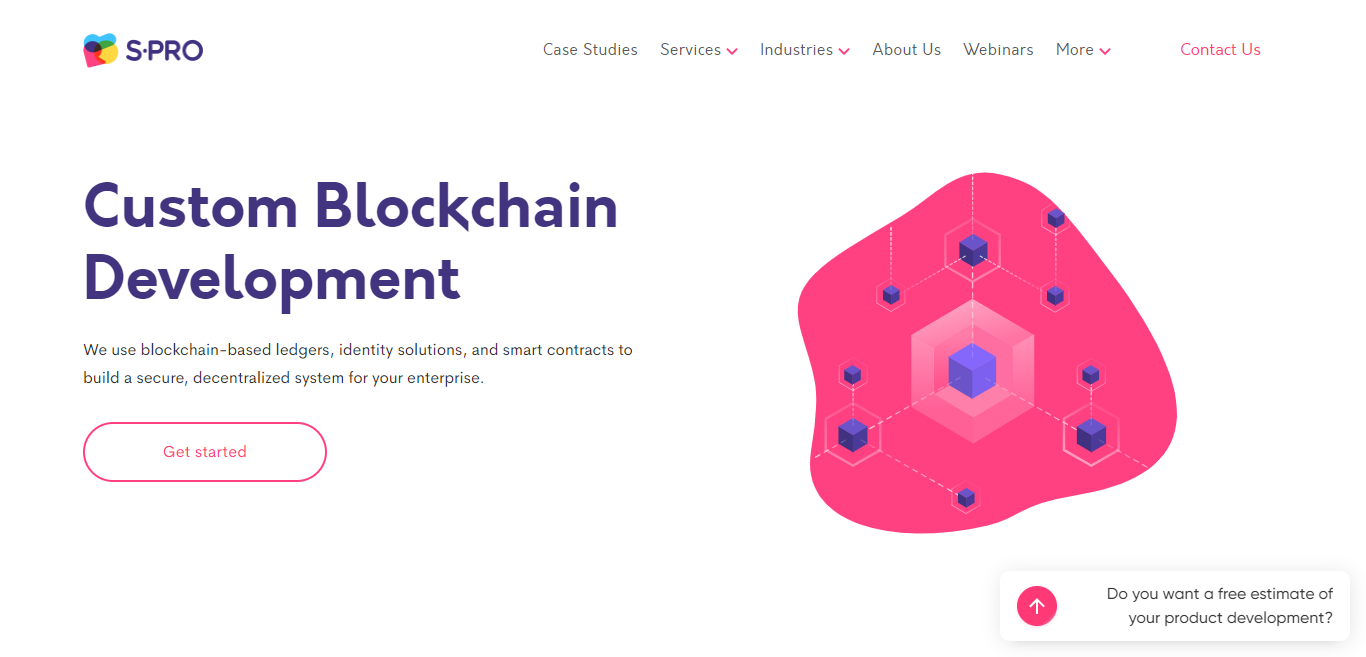 S·PRO
Case Studies
Services
Industries
About Us
Webinars
More
Contact Us
Custom Blockchain
Development
We use blockchain-based ledgers, identity solutions, and smart contracts to
build a secure, decentralized system for your enterprise.
Get started
Do you want a free estimate of
your product development?